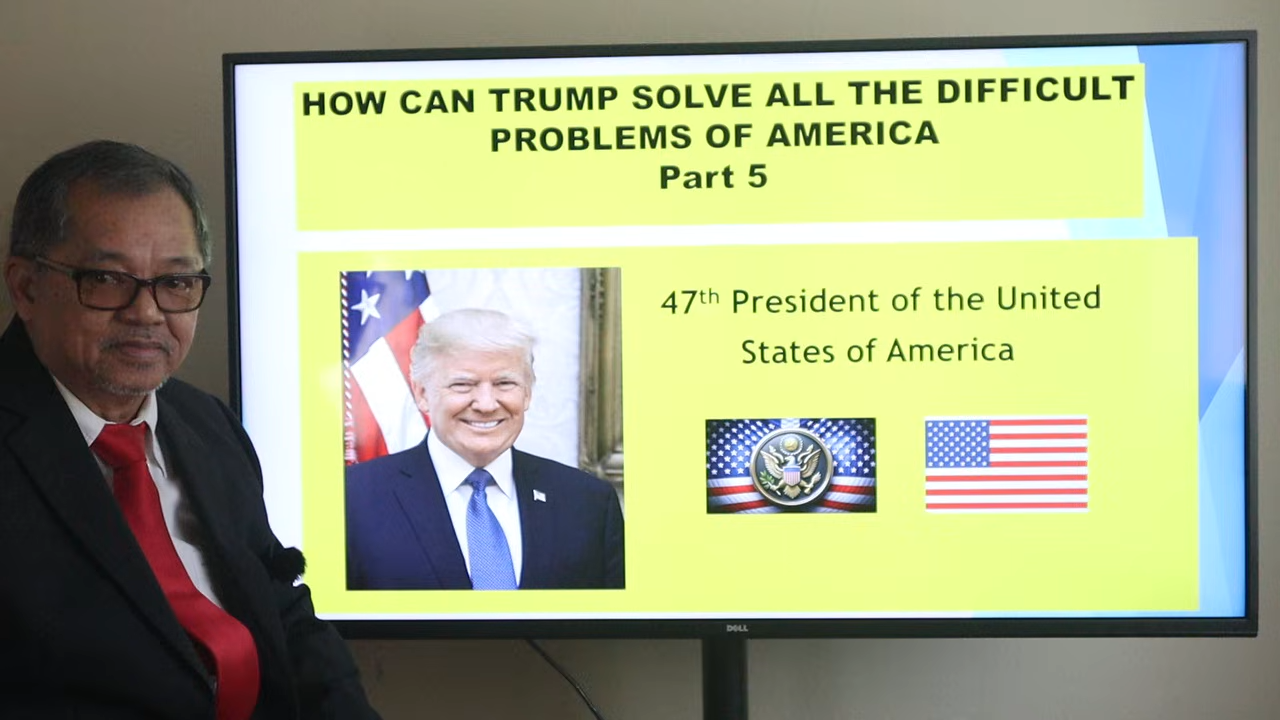 HOW CAN TRUMP SOLVE ALL THE DIFFICULT
PROBLEMS OF AMERICA
Part 5
47th President of the United
States of America
DELL